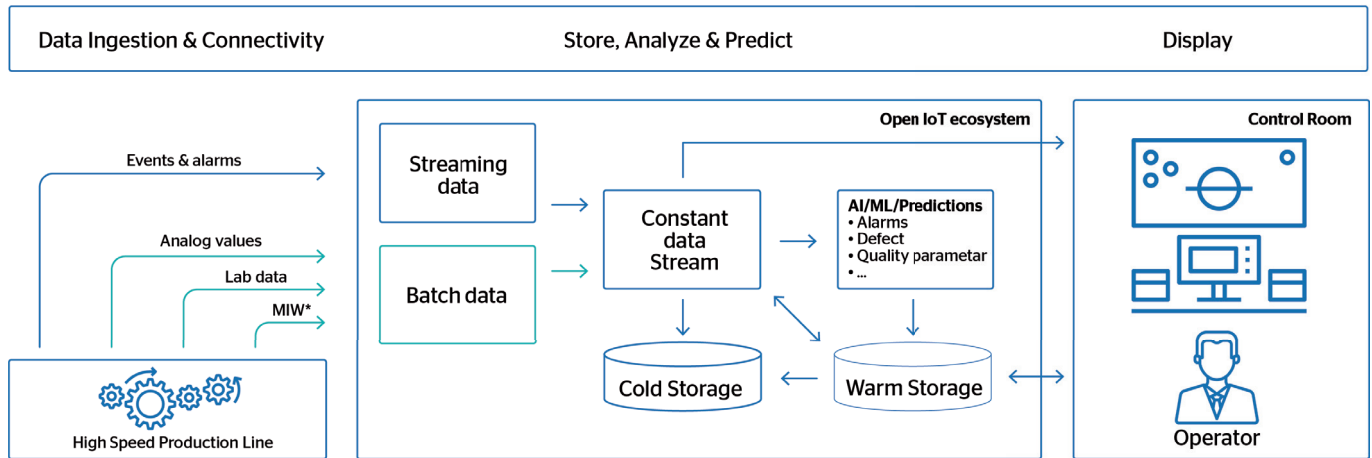 Data Ingestion & Connectivity
Store, Analyze & Predict
Display
Events & alarms
Analog values
Lab data
MIW*
High Speed Production Line
Open IoT ecosystem
Streaming
data
Batch data
Constant
data
Stream
AI/ML/Predictions
• Alarms
• Defect
• Quality parametar
• ...
Cold Storage
Warm Storage
Control Room
Operator